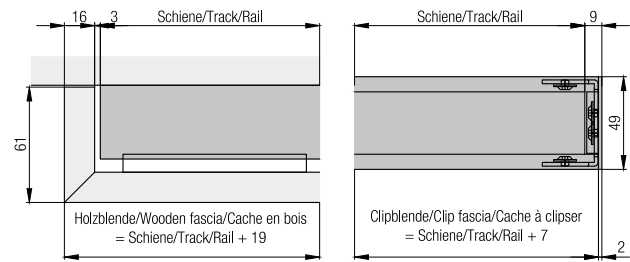 16
3
Schiene/Track/Rail
Schiene/Track/Rail
9
61
49
Holzblende/Wooden fascia/Cache en bois
= Schiene/Track/Rail + 19
Clipblende/Clip fascia/Cache à clipser
= Schiene/Track/Rail + 7
2